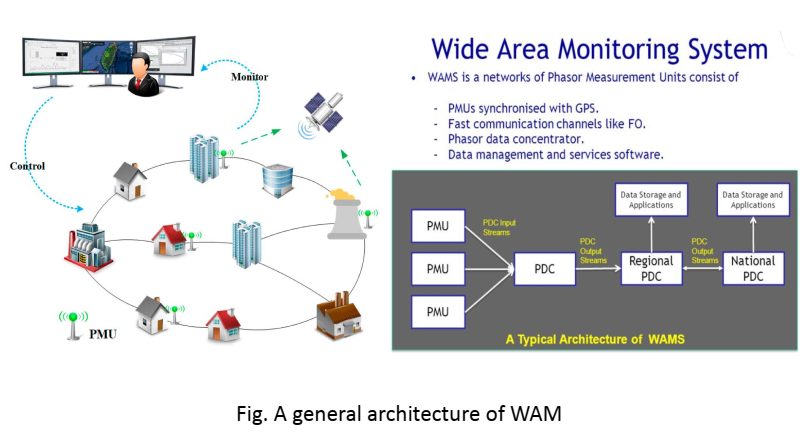 Monitor
Control
PMU
Wide Area Monitoring System
• WAMS is a networks of Phasor Measurement Units consist of
- PMUs synchronised with GPS.
- Fast communication channels like FO.
- Phasor data concentrator.
- Data management and services software.
Data Storage and
Applications
Data Storage and
Applications
PMU
PMU
PMU
PDC Input
Streams
PDC
PDC
Output
Streams
Regional
PDC
PDC
Output
Streams
National
PDC
A Typical Architecture of WAMS
Fig. A general architecture of WAM